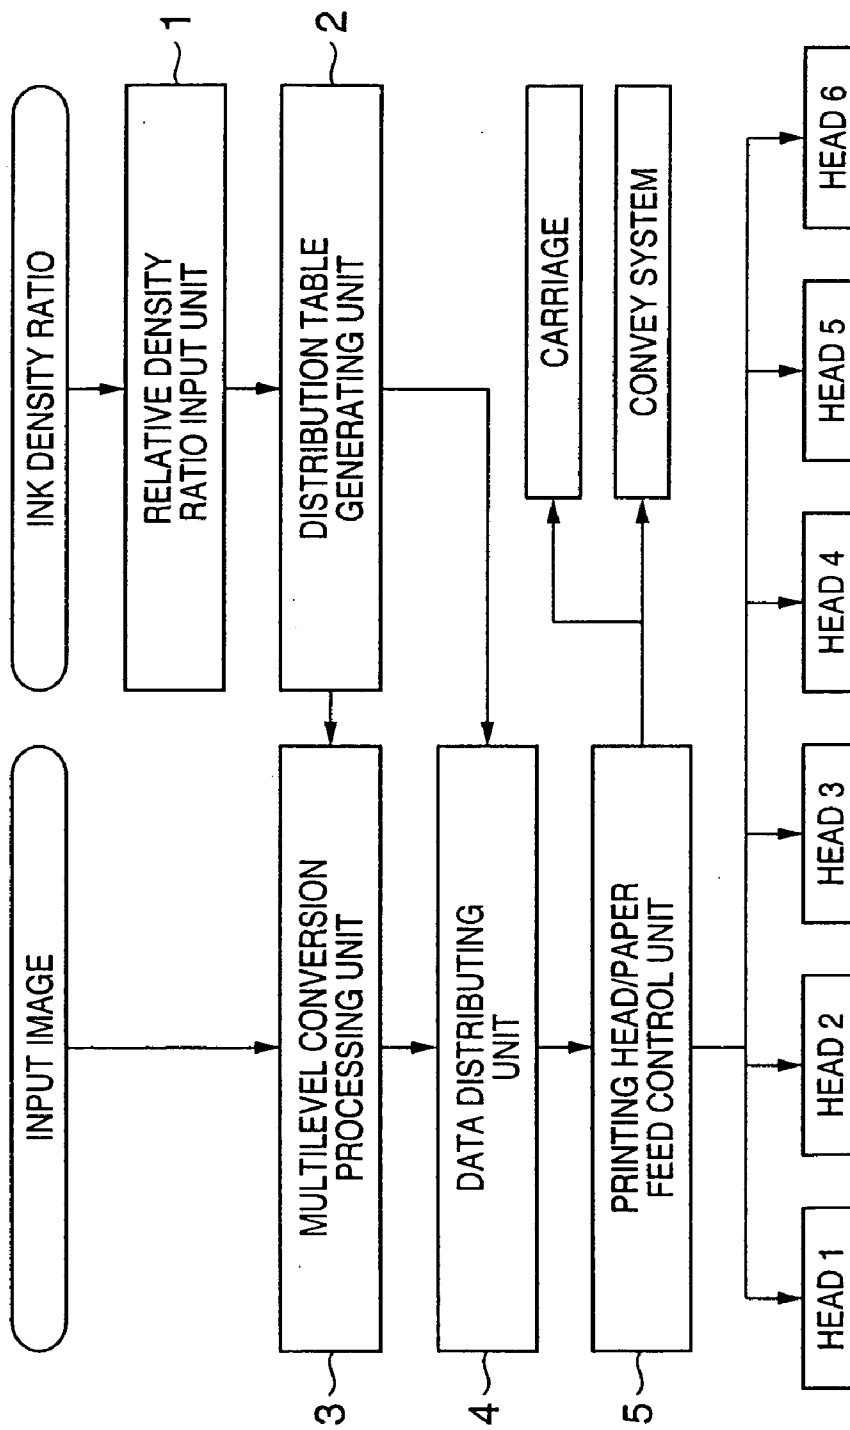 INPUT IMAGE
INK DENSITY RATIO
1
RELATIVE DENSITY
RATIO INPUT UNIT
2
DISTRIBUTION TABLE
GENERATING UNIT
3
MULTILEVEL CONVERSION
PROCESSING UNIT
4
DATA DISTRIBUTING
UNIT
CARRIAGE
CONVEY SYSTEM
5
PRINTING HEAD/PAPER
FEED CONTROL UNIT
HEAD 1
HEAD 2
HEAD 3
HEAD 4
HEAD 5
HEAD 6